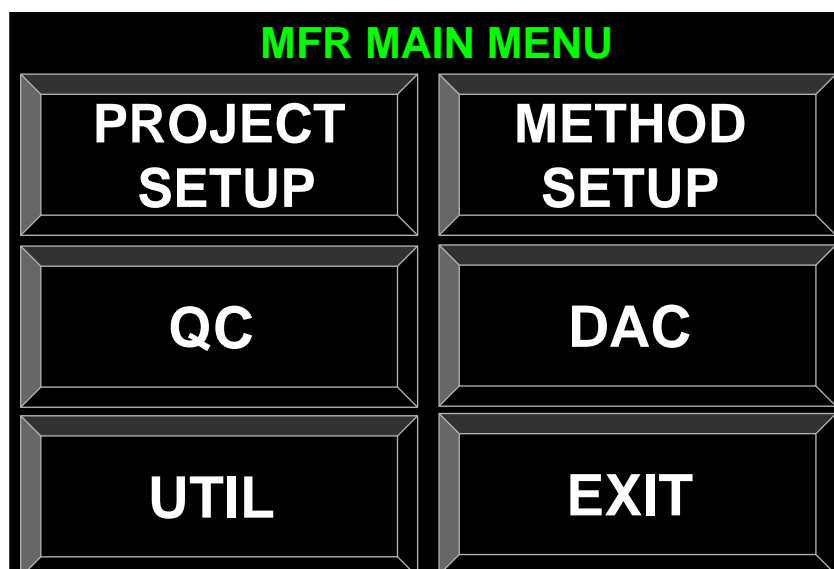 MFR MAIN MENU
PROJECT
SETUP
METHOD
SETUP
QC
DAC
UTIL
EXIT